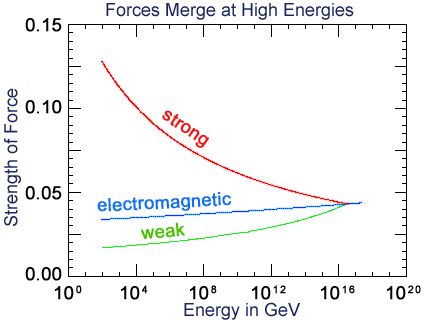 Forces Merge at High Energies
0.15
0.10
0.05
0.00
Strength of Force
strong
electromagnetic
weak
10^0 10^4 10^8 10^12 10^16 10^20
Energy in GeV